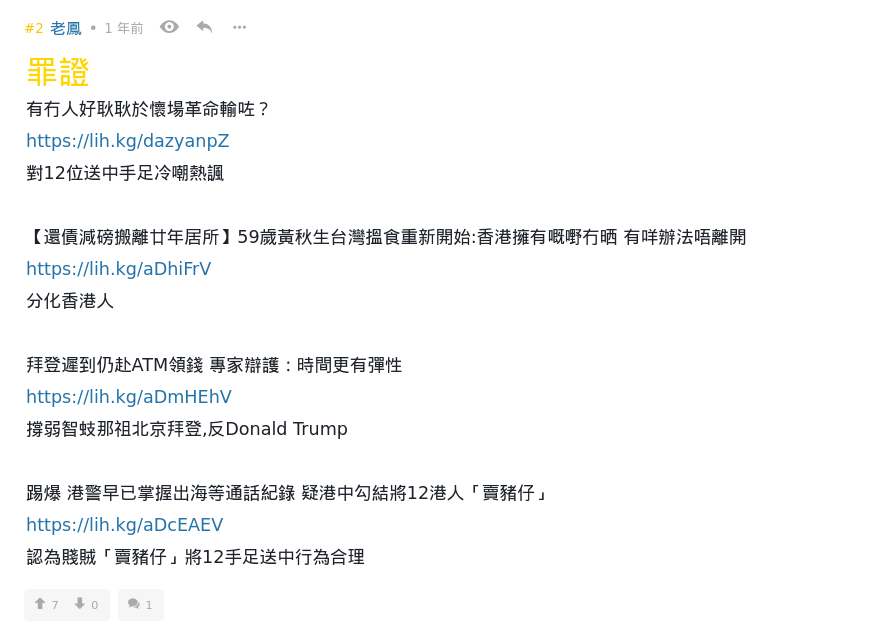 #2 老鳳 • 1 年前
罪證
有冇人好耿耿於懷場革命輸咗？
https://lih.kg/dazyanpZ
對12位送中手足冷嘲熱諷
【還債減磅搬離廿年居所】59歲黃秋生台灣搵食重新開始:香港擁有嘅嘢冇晒 有咩辦法唔離開
https://lih.kg/aDhiFrV
分化香港人
拜登遲到仍赴ATM領錢 專家辯護：時間更有彈性
https://lih.kg/aDmHEhV
撐弱智蚑那祖北京拜登,反Donald Trump
踢爆 港警早已掌握出海等通話紀錄 疑港中勾結將12港人「賣豬仔」
https://lih.kg/aDcEAEV
認為賤賊「賣豬仔」將12手足送中行為合理
7 0 1